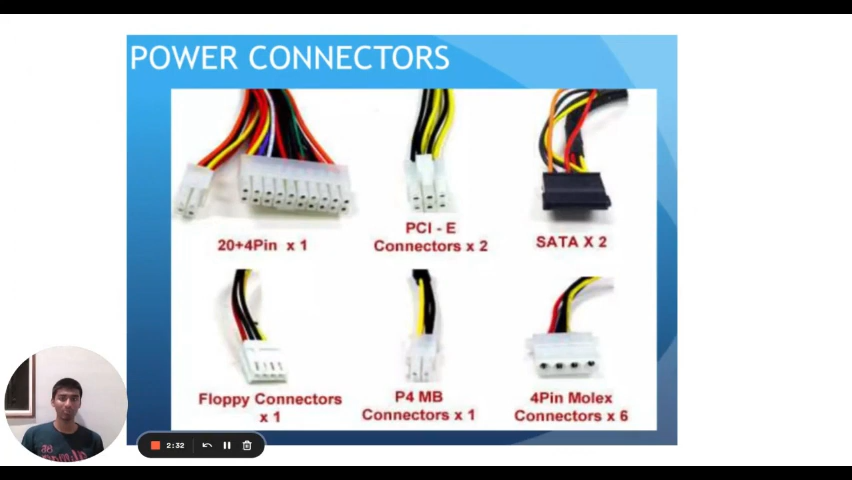 POWER CONNECTORS
20+4Pin x 1
PCI - E
Connectors x 2
SATA X 2
Floppy Connectors
x 1
P4 MB
Connectors x 1
4Pin Molex
Connectors x 6
2:32